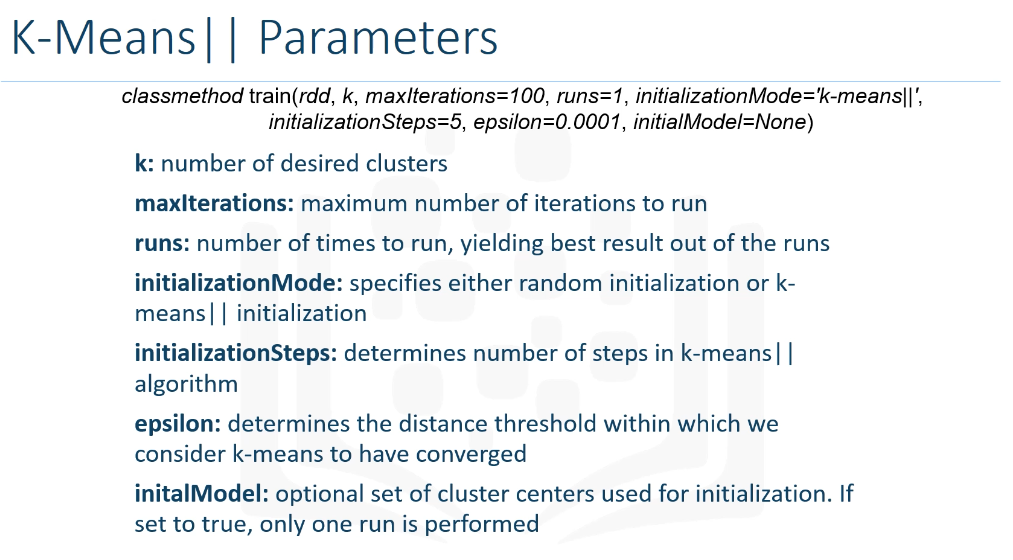 K-Means|| Parameters
classmethod train(rdd, k, maxIterations=100, runs=1, initializationMode='k-means||',
initializationSteps=5, epsilon=0.0001, initialModel=None)
k: number of desired clusters
maxIterations: maximum number of iterations to run
runs: number of times to run, yielding best result out of the runs
initializationMode: specifies either random initialization or k-
means|| initialization
initializationSteps: determines number of steps in k-means||
algorithm
epsilon: determines the distance threshold within which we
consider k-means to have converged
initalModel: optional set of cluster centers used for initialization. If
set to true, only one run is performed